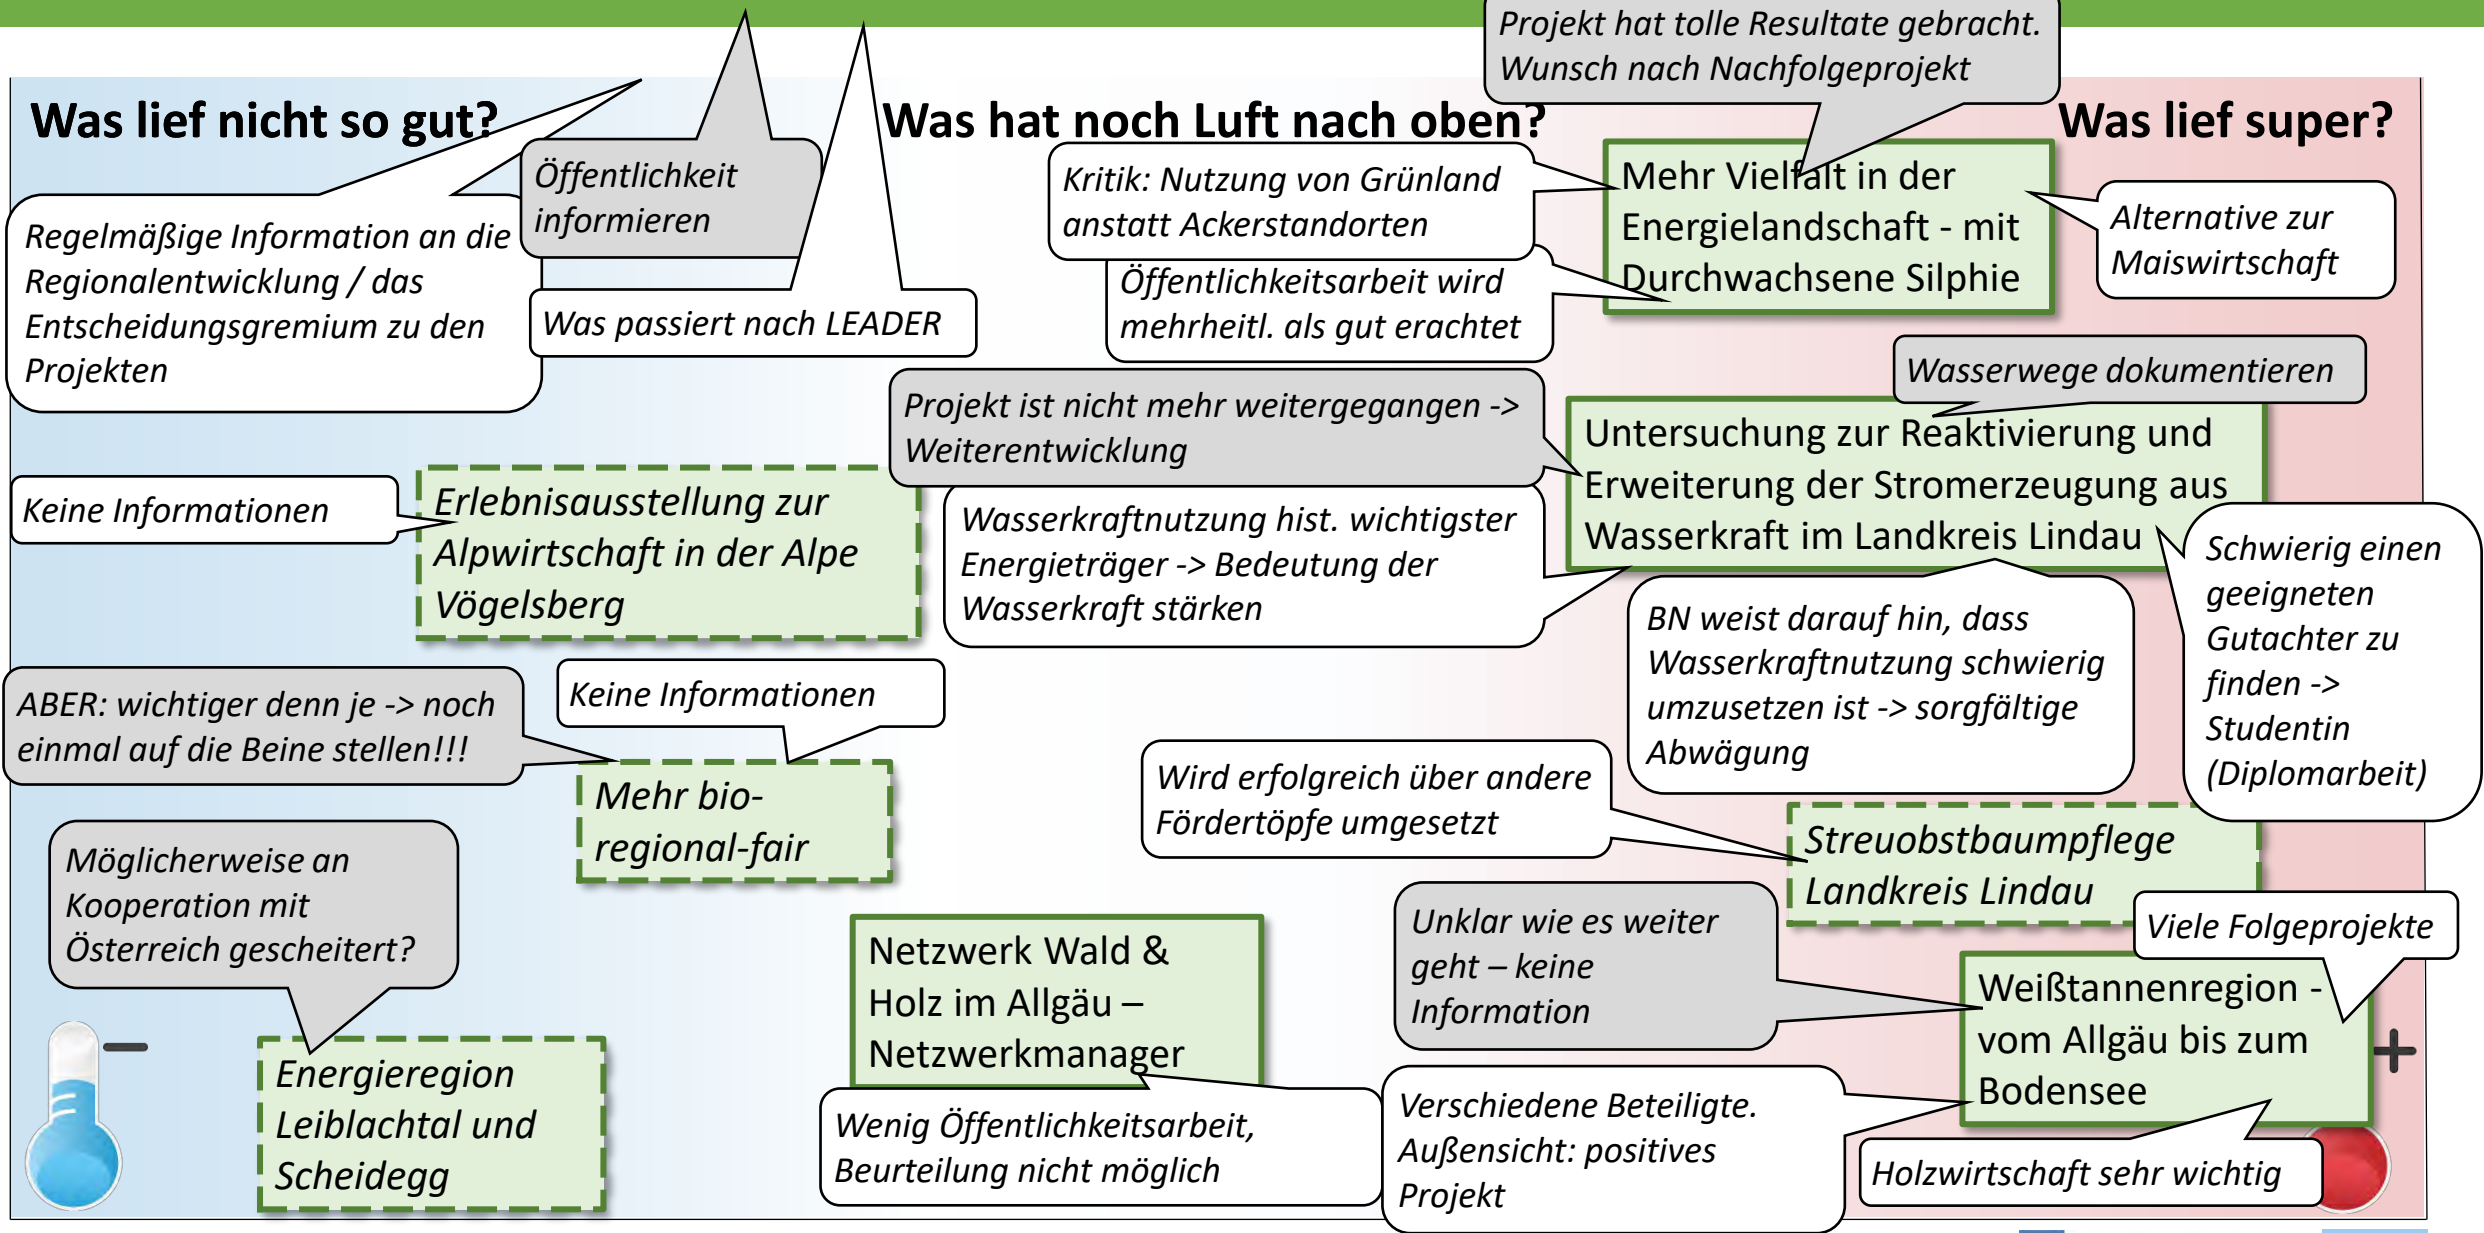 Projekt hat tolle Resultate gebracht.
Wunsch nach Nachfolgeprojekt
Was lief nicht so gut?
Was hat noch Luft nach oben?
Was lief super?
Regelmäßige Information an die
Regionalentwicklung / das
Entscheidungsgremium zu den
Projekten
Öffentlichkeit
informieren
Was passiert nach LEADER
Kritik: Nutzung von Grünland
anstatt Ackerstandorten
Öffentlichkeitsarbeit wird
mehrheitl. als gut erachtet
Mehr Vielfalt in der
Energielandschaft - mit
Durchwachsene Silphie
Alternative zur
Maiswirtschaft
Wasserwege dokumentieren
Projekt ist nicht mehr weitergegangen ->
Weiterentwicklung
Untersuchung zur Reaktivierung und
Erweiterung der Stromerzeugung aus
Wasserkraft im Landkreis Lindau
Keine Informationen
Erlebnisausstellung zur
Alpwirtschaft in der Alpe
Vögelsberg
Wasserkraftnutzung hist. wichtigster
Energieträger -> Bedeutung der
Wasserkraft stärken
BN weist darauf hin, dass
Wasserkraftnutzung schwierig
umzusetzen ist -> sorgfältige
Abwägung
Schwierig einen
geeigneten
Gutachter zu
finden ->
Studentin
(Diplomarbeit)
ABER: wichtiger denn je -> noch
einmal auf die Beine stellen!!!
Keine Informationen
Mehr bio-
regional-fair
Wird erfolgreich über andere
Fördertöpfe umgesetzt
Streuobstbaumpflege
Landkreis Lindau
Möglicherweise an
Kooperation mit
Österreich gescheitert?
Energieregion
Leiblachtal und
Scheidegg
Netzwerk Wald &
Holz im Allgäu –
Netzwerkmanager
Wenig Öffentlichkeitsarbeit,
Beurteilung nicht möglich
Unklar wie es weiter
geht – keine
Information
Viele Folgeprojekte
Weißtannenregion -
vom Allgäu bis zum
Bodensee
Verschiedene Beteiligte.
Außensicht: positives
Projekt
Holzwirtschaft sehr wichtig